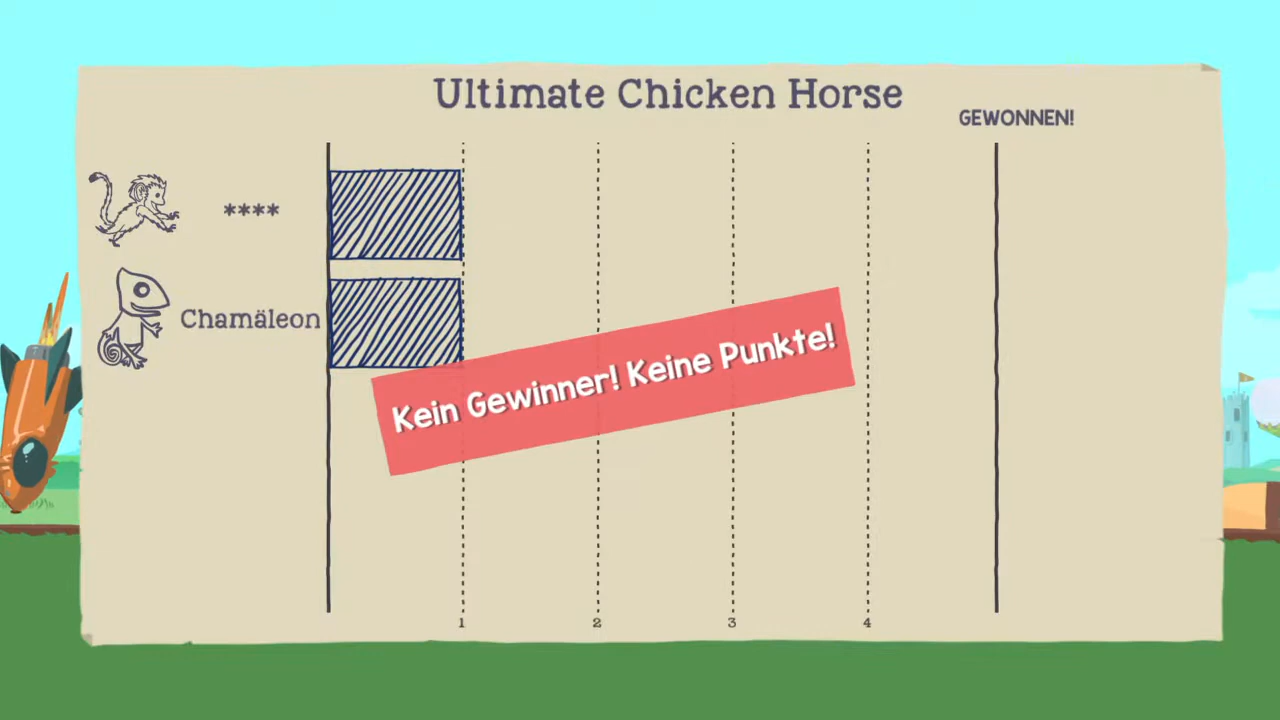 Ultimate Chicken Horse
GEWONNEN!
****
Chamäleon
Kein Gewinner! Keine Punkte!
1 2 3 4